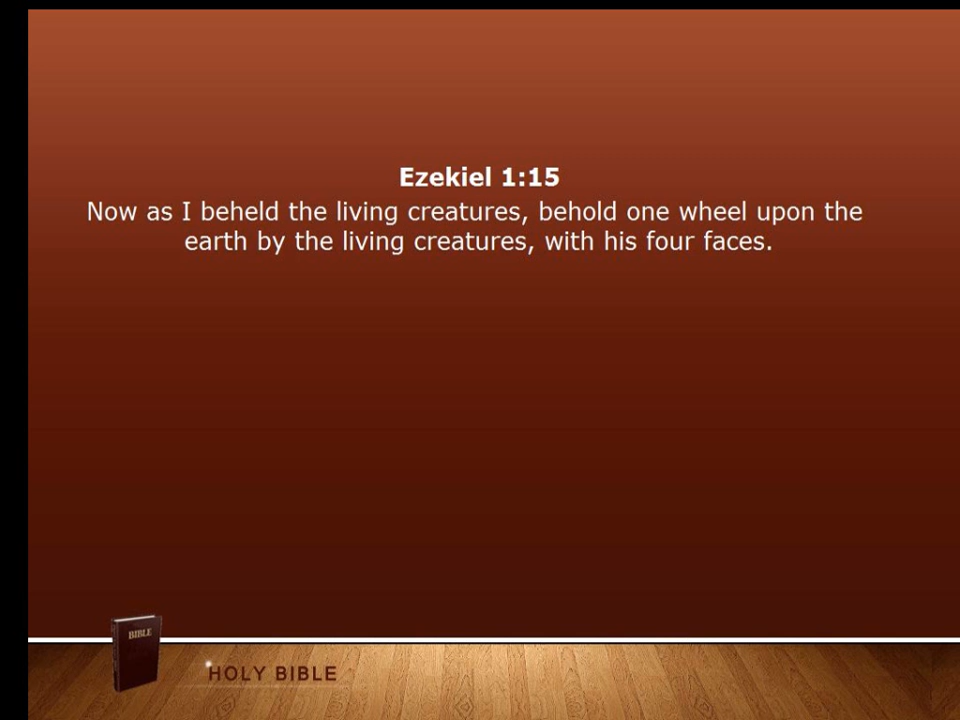 Ezekiel 1:15
Now as I beheld the living creatures, behold one wheel upon the
earth by the living creatures, with his four faces.
BIBLE
HOLY BIBLE